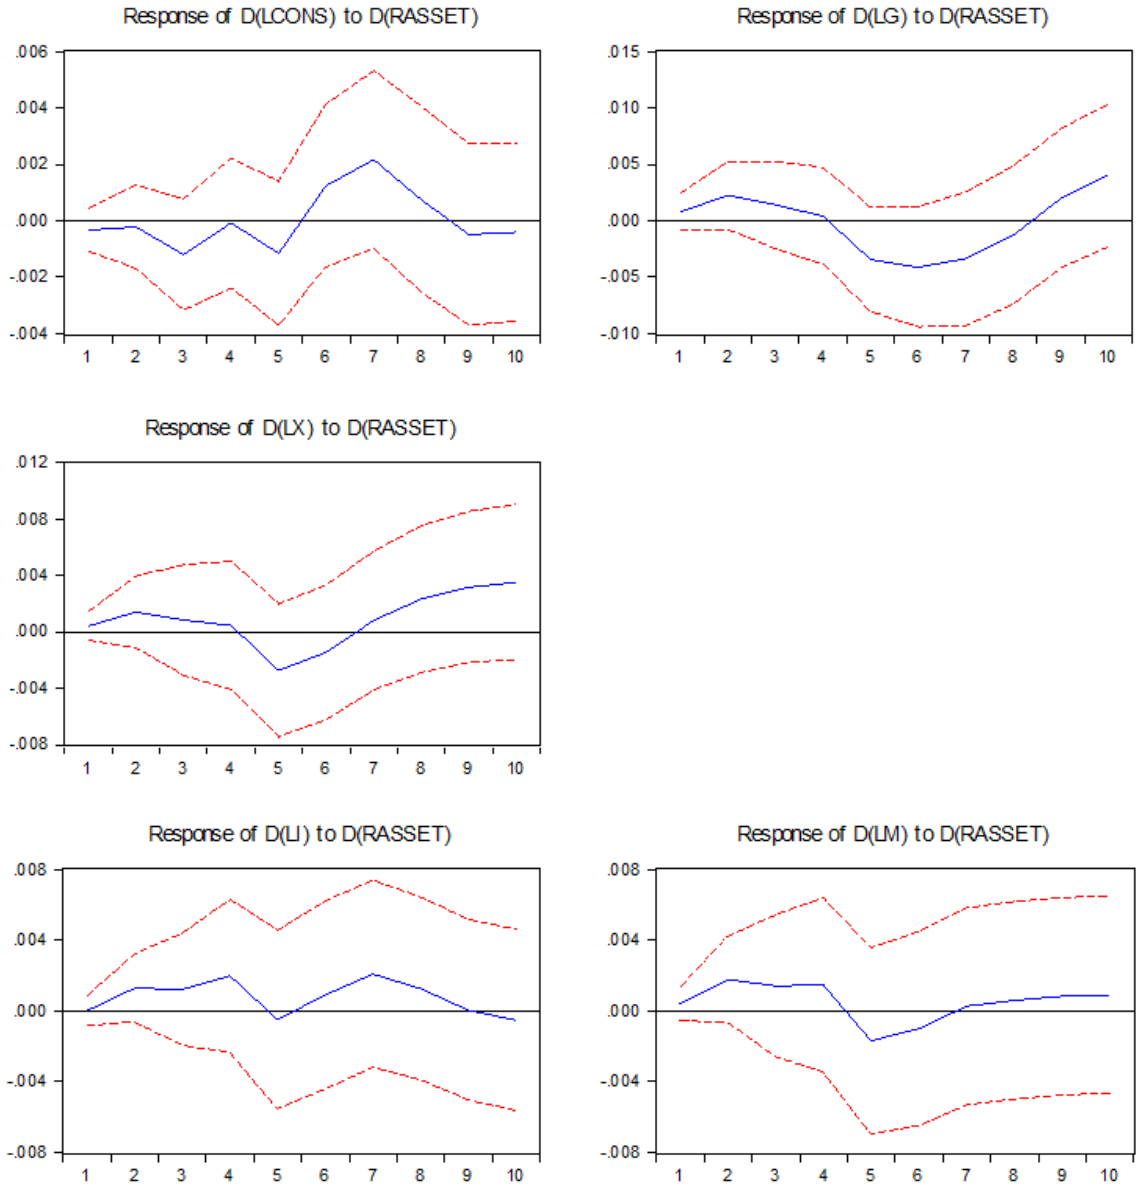 Response of D(LCONS) to D(RASSET)
.006
.004
.002
.000
-.002
-.004
1 2 3 4 5 6 7 8 9 10
Response of D(LG) to D(RASSET)
.015
.010
.005
.000
-.005
-.010
1 2 3 4 5 6 7 8 9 10
Response of D(LX) to D(RASSET)
.012
.008
.004
.000
-.004
-.008
1 2 3 4 5 6 7 8 9 10
Response of D(LI) to D(RASSET)
.008
.004
.000
-.004
-.008
1 2 3 4 5 6 7 8 9 10
Response of D(LM) to D(RASSET)
.008
.004
.000
-.004
-.008
1 2 3 4 5 6 7 8 9 10